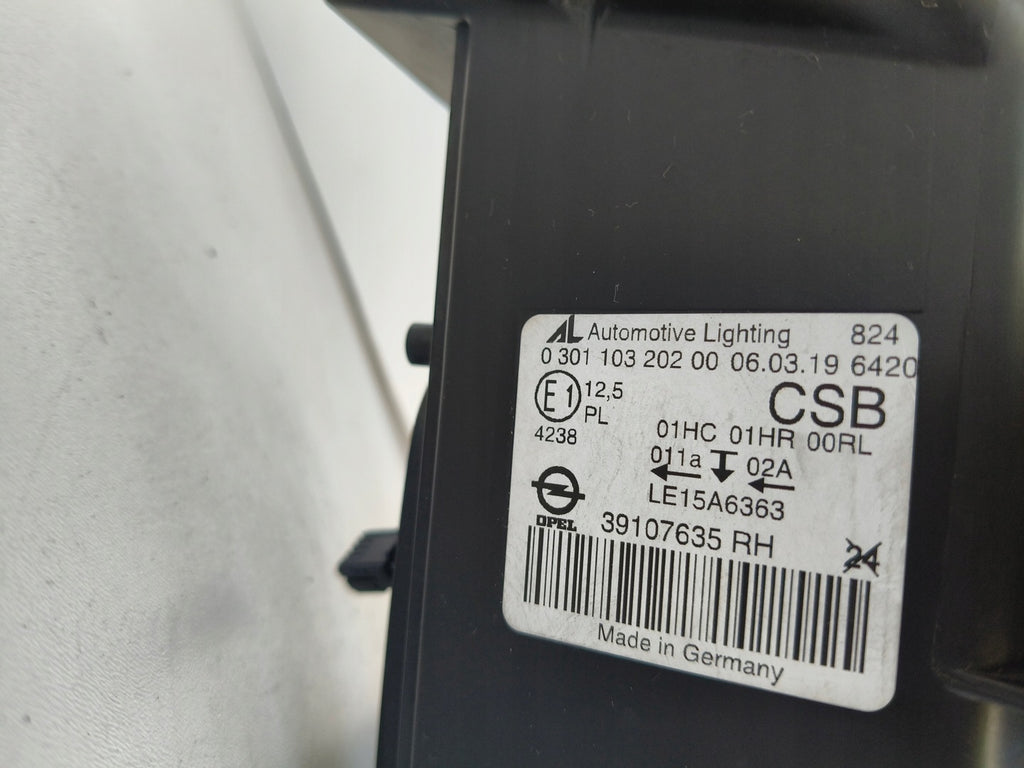 AL Automotive Lighting 824
0 301 103 202 00 06.03.19 6420
E1 12,5 CSB
PL
4238 01HC 01HR 00RL
011a 02A
LE15A6363
OPEL 39107635 RH 24
Made in Germany